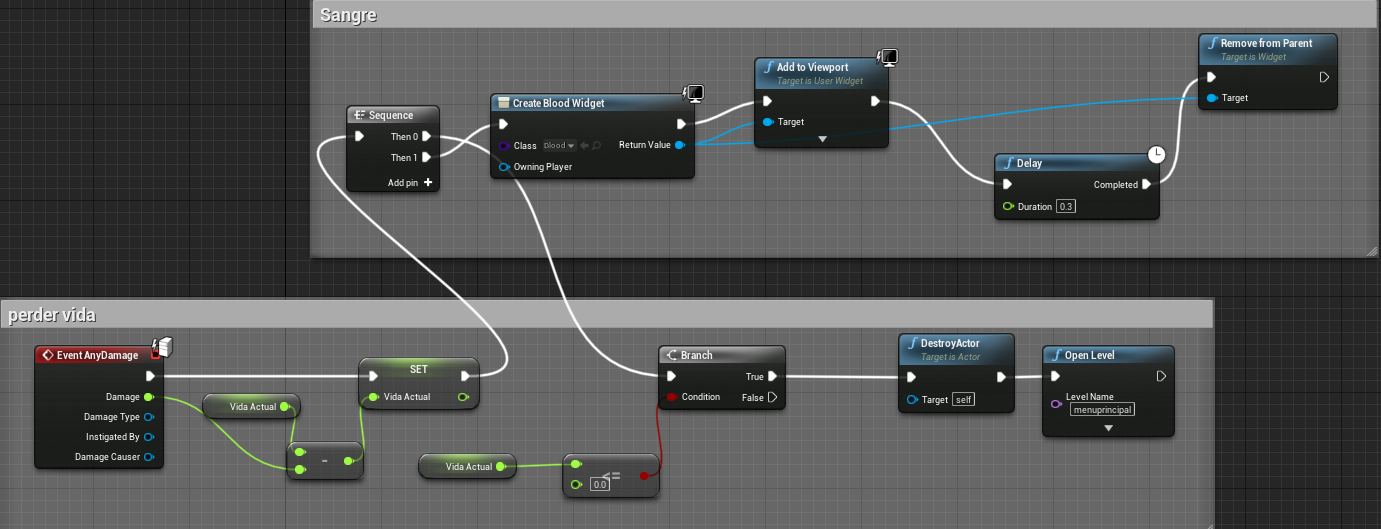 Sangre
Sequence
Then 0
Then 1
Add pin
Create Blood Widget
Class Blood
Return Value
Owning Player
Add to Viewport
Target is User Widget
Target
Delay
Completed
Duration 0.3
Remove from Parent
Target is Widget
Target
perder vida
Event AnyDamage
Damage
Damage Type
Instigated By
Damage Causer
Vida Actual
-
SET
Vida Actual
Vida Actual
<=
0.0
Branch
True
Condition
False
DestroyActor
Target is Actor
Target self
Open Level
Level Name
menuprincipal